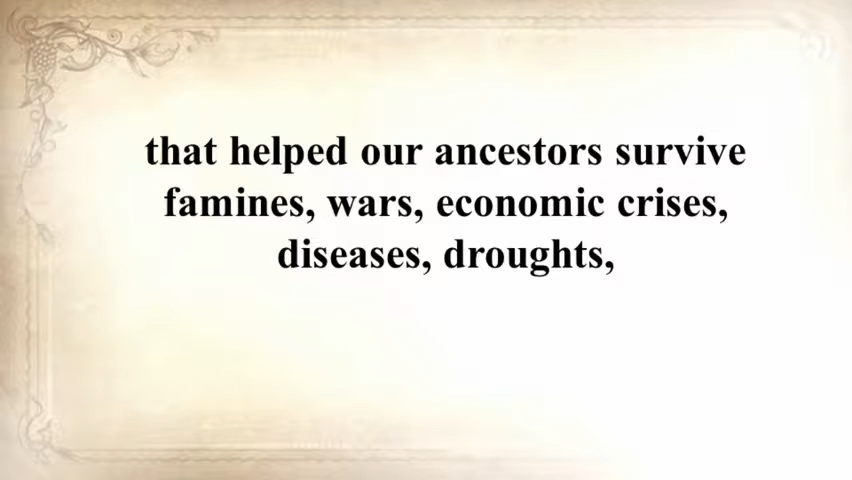 that helped our ancestors survive
famines, wars, economic crises,
diseases, droughts,